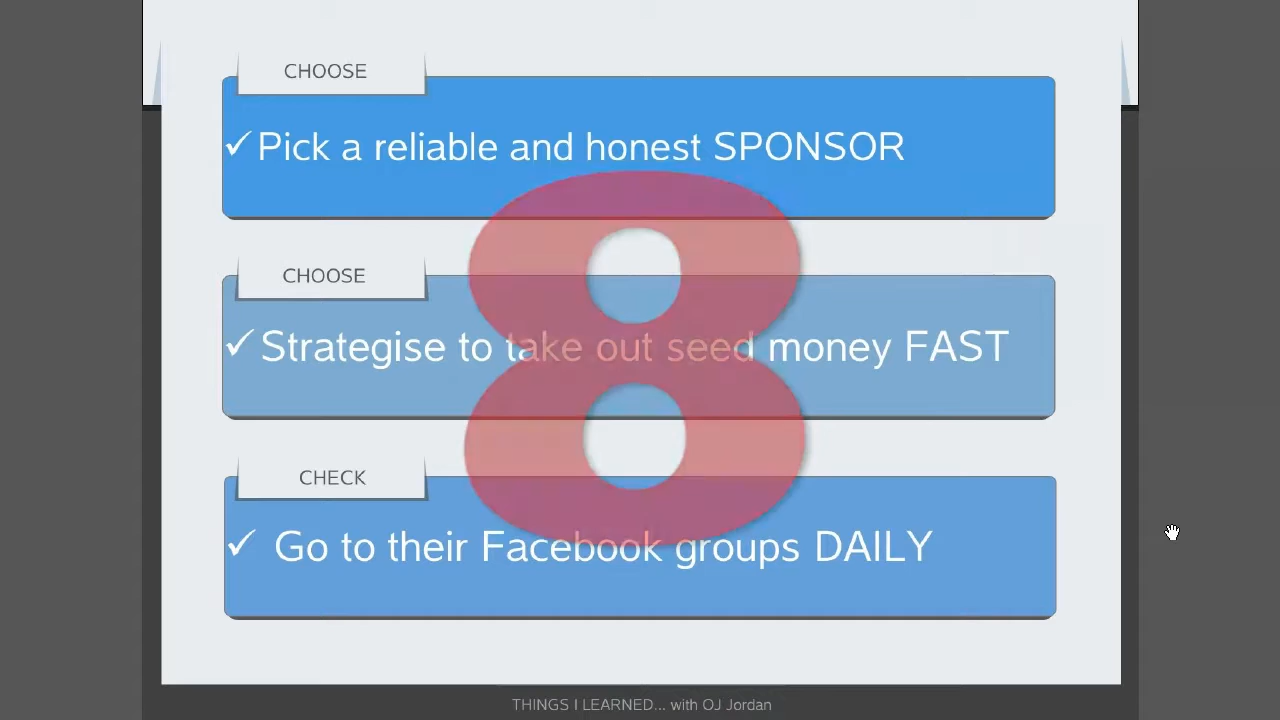 CHOOSE
✓Pick a reliable and honest SPONSOR
CHOOSE
✓Strategise to take out seed money FAST
8
CHECK
✓ Go to their Facebook groups DAILY
THINGS I LEARNED... with OJ Jordan